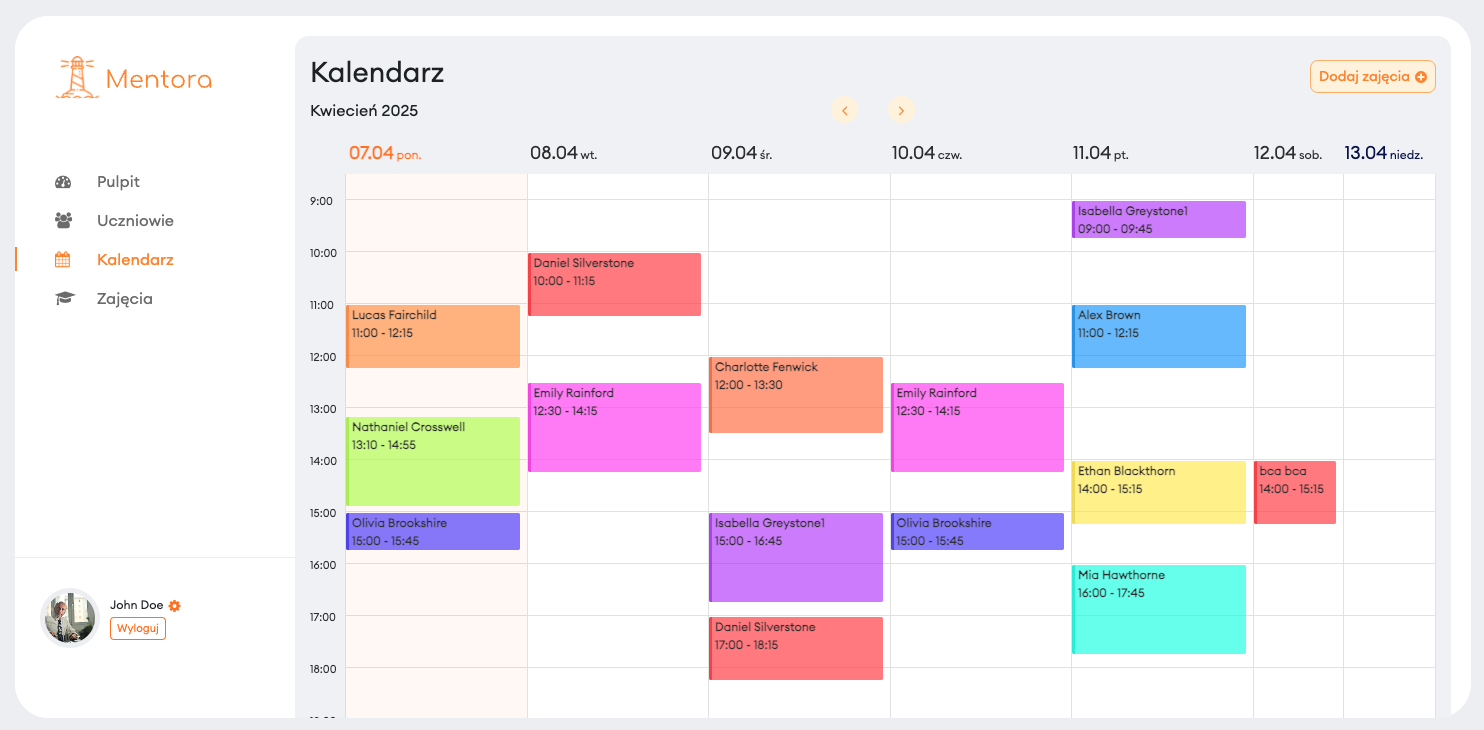 Mentora
Pulpit
Uczniowie
Kalendarz
Zajęcia
John Doe
Wyloguj
Kalendarz
Dodaj zajęcia
Kwiecień 2025
07.04 pon. 08.04 wt. 09.04 śr. 10.04 czw. 11.04 pt. 12.04 sob. 13.04 niedz.
9:00
10:00
11:00
12:00
13:00
14:00
15:00
16:00
17:00
18:00
Lucas Fairchild
11:00 - 12:15
Nathaniel Crosswell
13:10 - 14:55
Olivia Brookshire
15:00 - 15:45
Daniel Silverstone
10:00 - 11:15
Emily Rainford
12:30 - 14:15
Charlotte Fenwick
12:00 - 13:30
Isabella Greystone1
15:00 - 16:45
Daniel Silverstone
17:00 - 18:15
Emily Rainford
12:30 - 14:15
Olivia Brookshire
15:00 - 15:45
Isabella Greystone1
09:00 - 09:45
Alex Brown
11:00 - 12:15
Ethan Blackthorn
14:00 - 15:15
Mia Hawthorne
16:00 - 17:45
bca bca
14:00 - 15:15